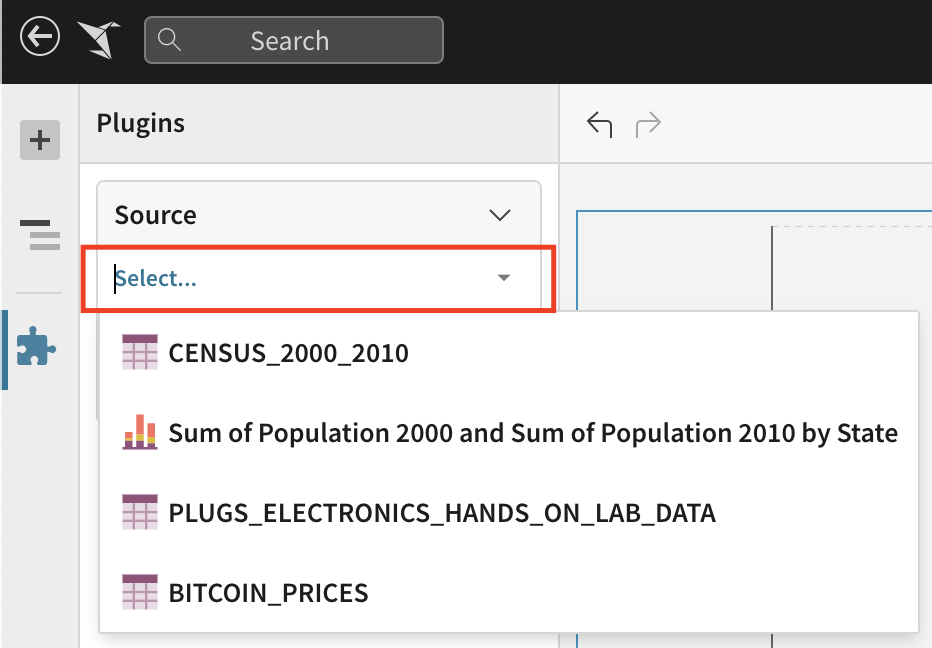 Search
Plugins
Source
Select...
CENSUS_2000_2010
Sum of Population 2000 and Sum of Population 2010 by State
PLUGS_ELECTRONICS_HANDS_ON_LAB_DATA
BITCOIN_PRICES